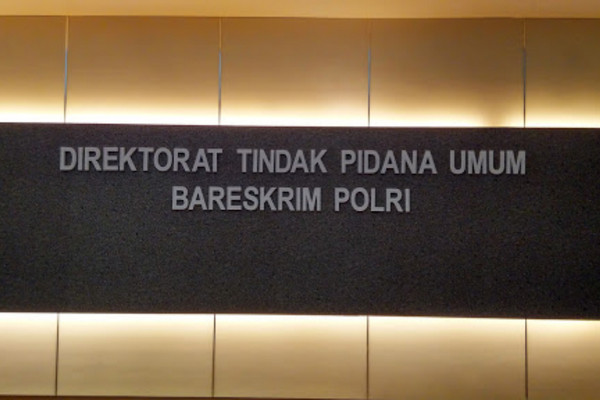 DIREKTORAT TINDAK PIDANA UMUM
BARESKRIM POLRI